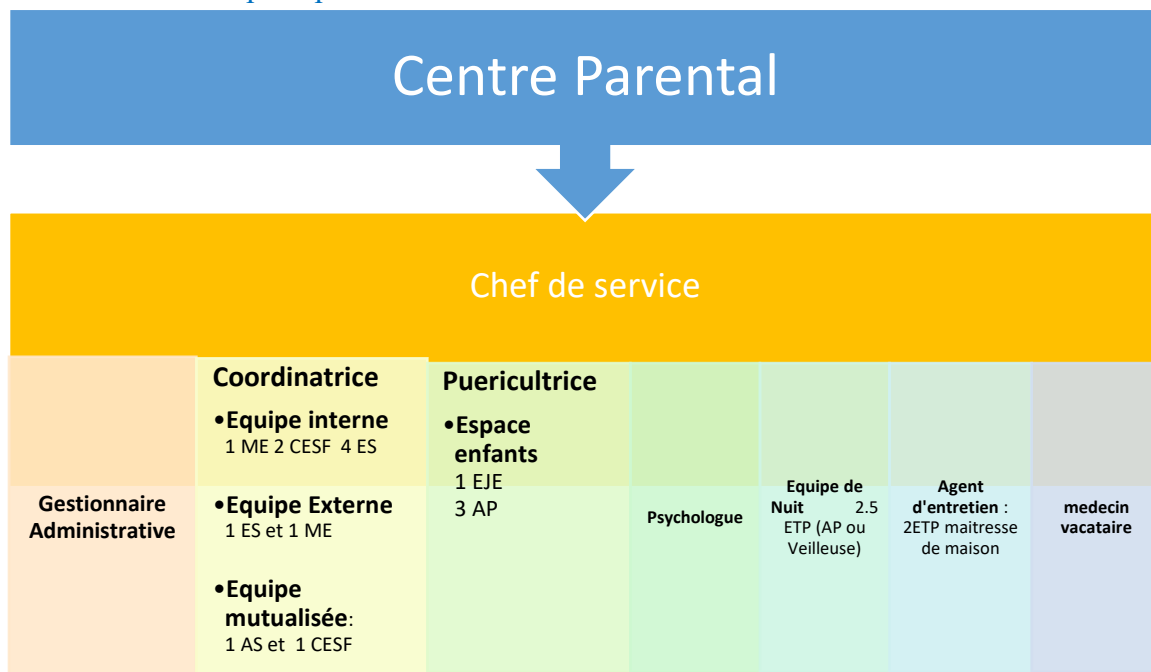 Centre Parental
Chef de service
Gestionnaire
Administrative
Coordinatrice
•Equipe interne
1 ME 2 CESF 4 ES
•Equipe Externe
1 ES et 1 ME
•Equipe
mutualisée:
1 AS et 1 CESF
Puericultrice
•Espace
enfants
1 EJE
3 AP
Psychologue
Equipe de
Nuit 2.5
ETP (AP ou
Veilleuse)
Agent
d'entretien :
2ETP maitresse
de maison
medecin
vacataire